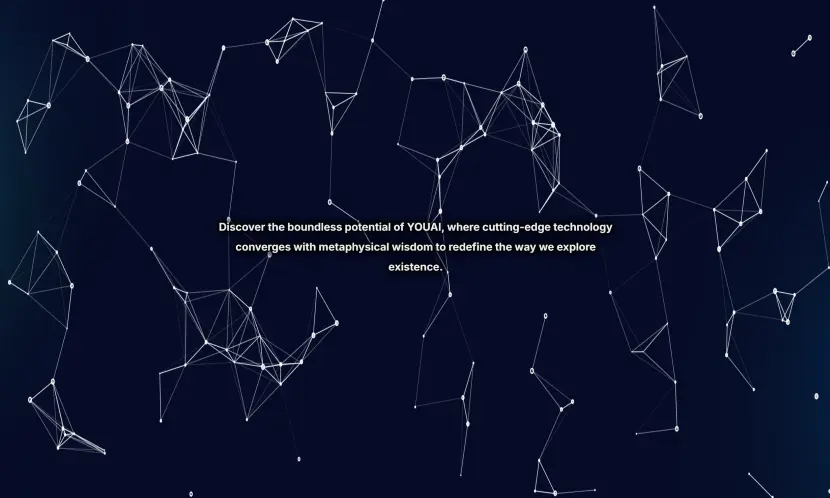 Discover the boundless potential of YOUAI, where cutting-edge technology
converges with metaphysical wisdom to redefine the way we explore
existence.